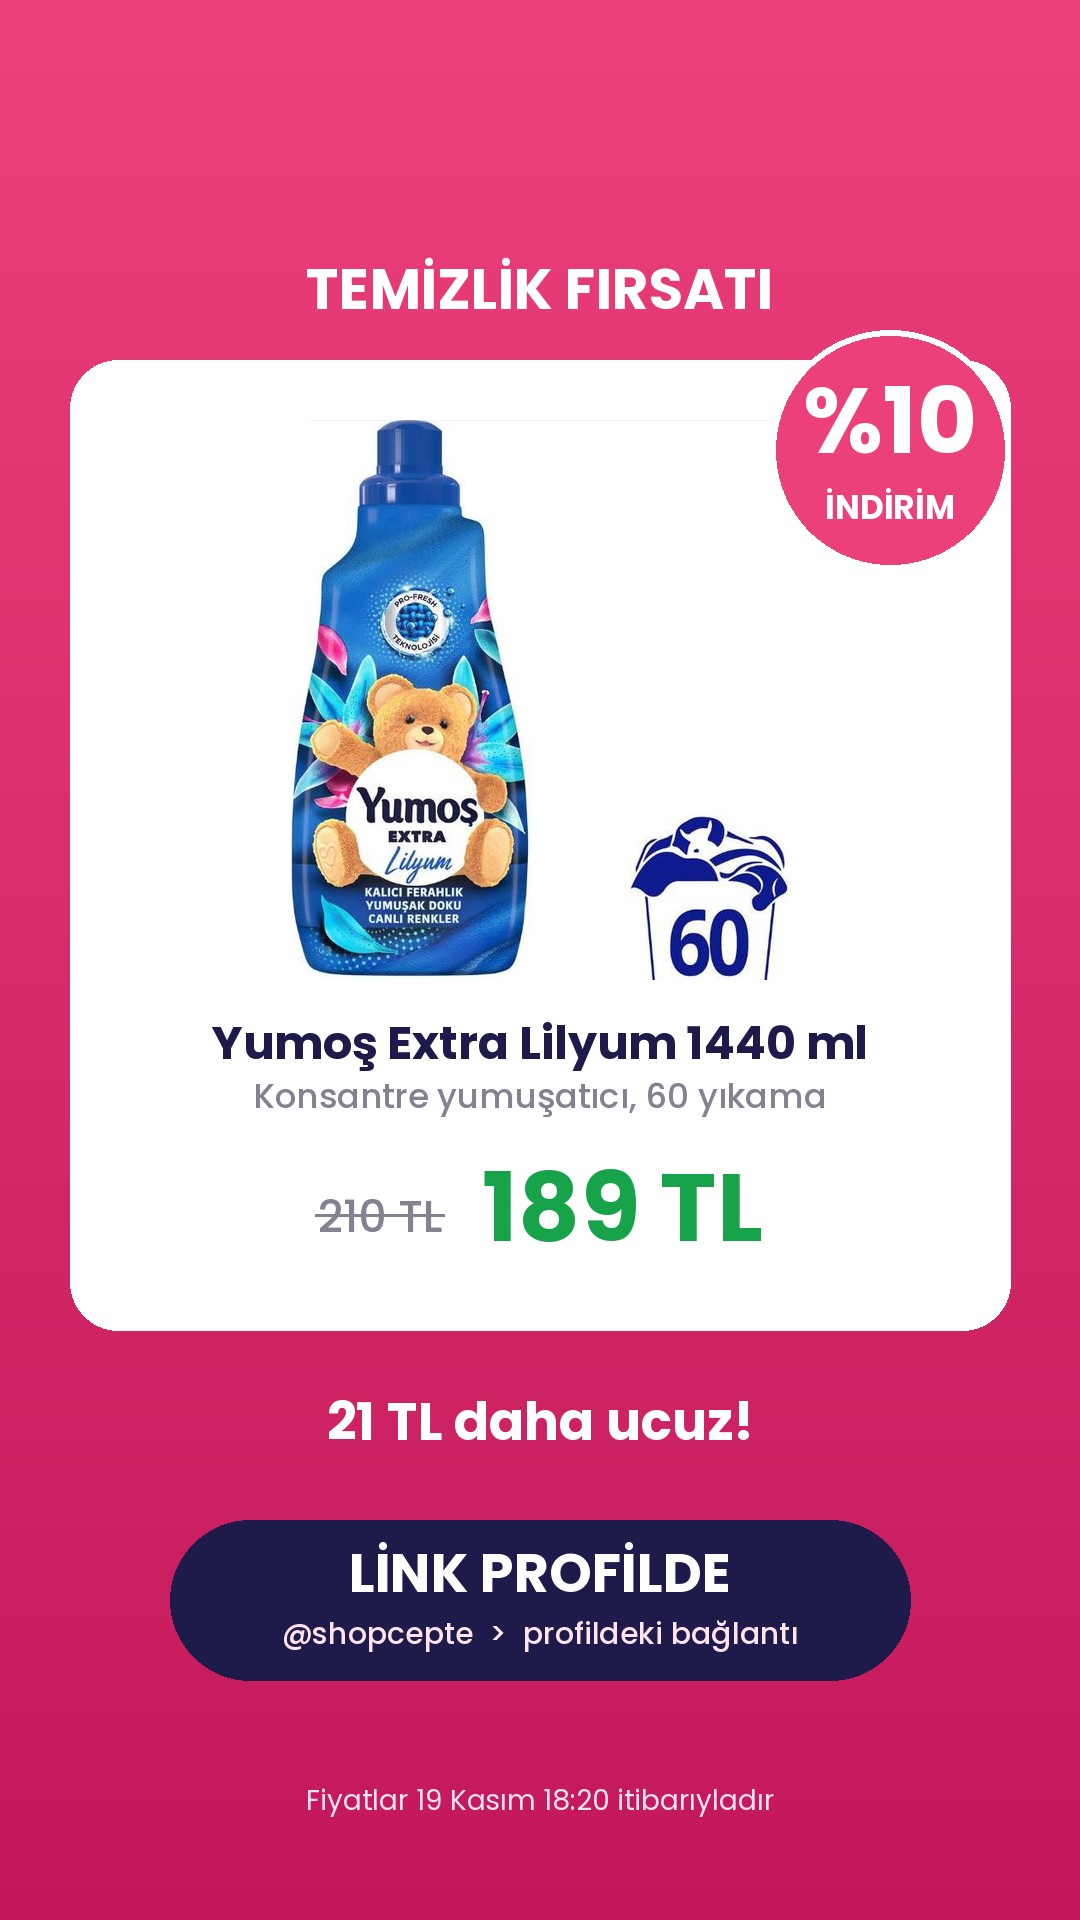 TEMİZLİK FIRSATI
%10
İNDİRİM
PRO-FRESH
TEKNOLOJİSİ
Yumoş
EXTRA
Lilyum
KALICI FERAHLIK
YUMUŞAK DOKU
CANLI RENKLER
60
Yumoş Extra Lilyum 1440 ml
Konsantre yumuşatıcı, 60 yıkama
210 TL 189 TL
21 TL daha ucuz!
LİNK PROFİLDE
@shopcepte > profildeki bağlantı
Fiyatlar 19 Kasım 18:20 itibarıyladır